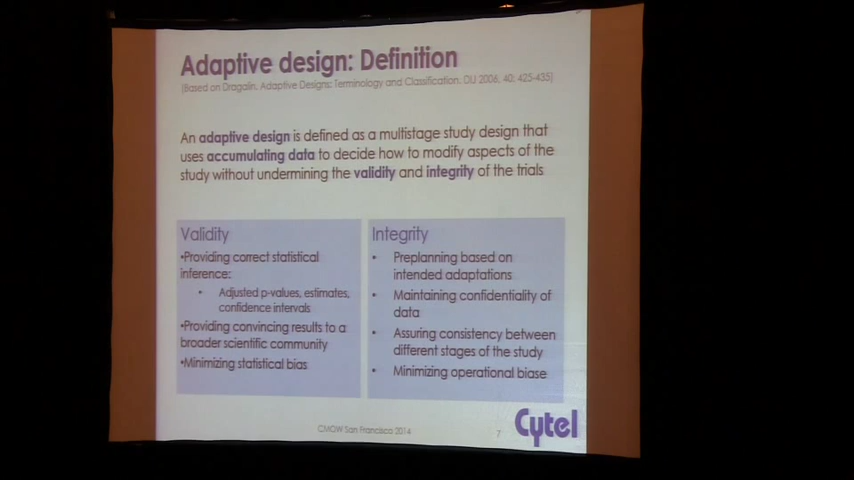 Adaptive design: Definition
[Based on Dragalin. Adaptive Designs: Terminology and Classification. DIJ 2006; 40: 425-435]
An adaptive design is defined as a multistage study design that
uses accumulating data to decide how to modify aspects of the
study without undermining the validity and integrity of the trials
Validity
•Providing correct statistical
inference:
• Adjusted p-values, estimates,
confidence intervals
•Providing convincing results to a
broader scientific community
•Minimizing statistical bias
Integrity
• Preplanning based on
intended adaptations
• Maintaining confidentiality of
data
• Assuring consistency between
different stages of the study
• Minimizing operational biase
CMOW San Francisco 2014
7
Cytel